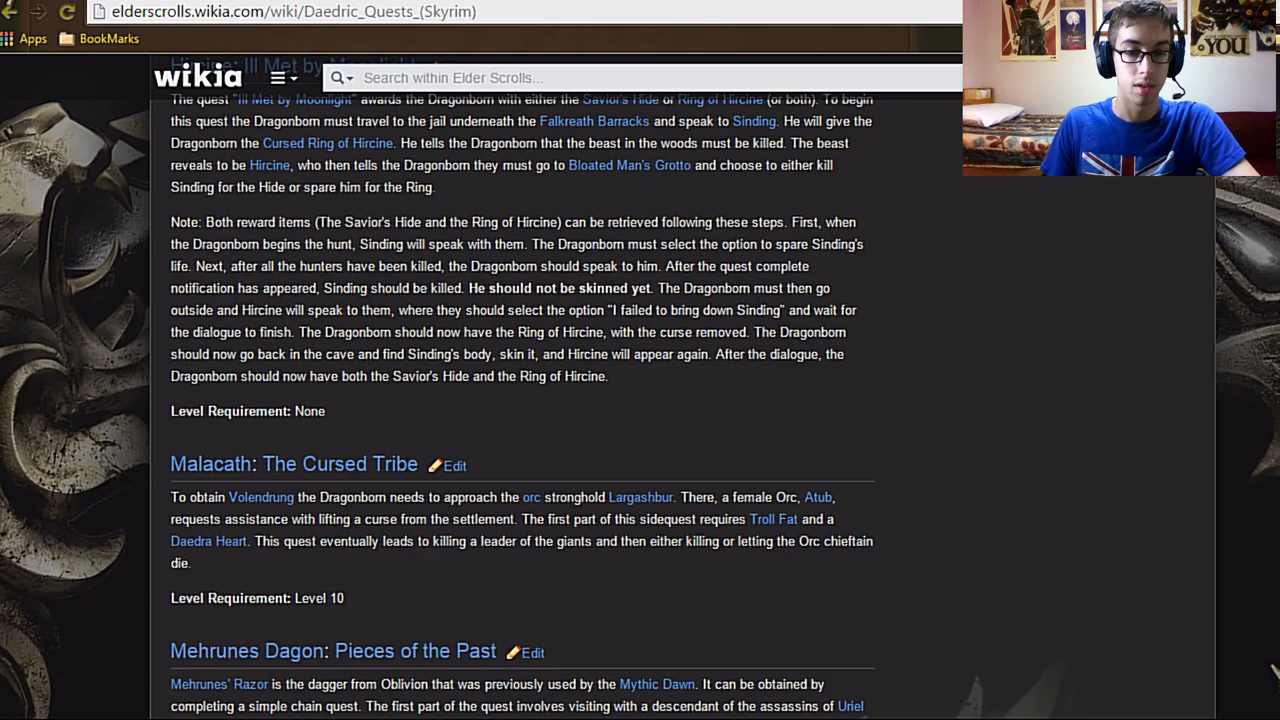 elderscrolls.wikia.com/wiki/Daedric_Quests_(Skyrim)
Apps BookMarks
Hircine: Ill Met by Moonlight
wikia Search within Elder Scrolls...
YOU
The quest "Ill Met by Moonlight" awards the Dragonborn with either the Savior's Hide or Ring of Hircine (or both). To begin
this quest the Dragonborn must travel to the jail underneath the Falkreath Barracks and speak to Sinding. He will give the
Dragonborn the Cursed Ring of Hircine. He tells the Dragonborn that the beast in the woods must be killed. The beast
reveals to be Hircine, who then tells the Dragonborn they must go to Bloated Man's Grotto and choose to either kill
Sinding for the Hide or spare him for the Ring.
Note: Both reward items (The Savior's Hide and the Ring of Hircine) can be retrieved following these steps. First, when
the Dragonborn begins the hunt, Sinding will speak with them. The Dragonborn must select the option to spare Sinding's
life. Next, after all the hunters have been killed, the Dragonborn should speak to him. After the quest complete
notification has appeared, Sinding should be killed. He should not be skinned yet. The Dragonborn must then go
outside and Hircine will speak to them, where they should select the option "I failed to bring down Sinding" and wait for
the dialogue to finish. The Dragonborn should now have the Ring of Hircine, with the curse removed. The Dragonborn
should now go back in the cave and find Sinding's body, skin it, and Hircine will appear again. After the dialogue, the
Dragonborn should now have both the Savior's Hide and the Ring of Hircine.
Level Requirement: None
Malacath: The Cursed Tribe Edit
To obtain Volendrung the Dragonborn needs to approach the orc stronghold Largashbur. There, a female Orc, Atub,
requests assistance with lifting a curse from the settlement. The first part of this sidequest requires Troll Fat and a
Daedra Heart. This quest eventually leads to killing a leader of the giants and then either killing or letting the Orc chieftain
die.
Level Requirement: Level 10
Mehrunes Dagon: Pieces of the Past Edit
Mehrunes' Razor is the dagger from Oblivion that was previously used by the Mythic Dawn. It can be obtained by
completing a simple chain quest. The first part of the quest involves visiting with a descendant of the assassins of Uriel